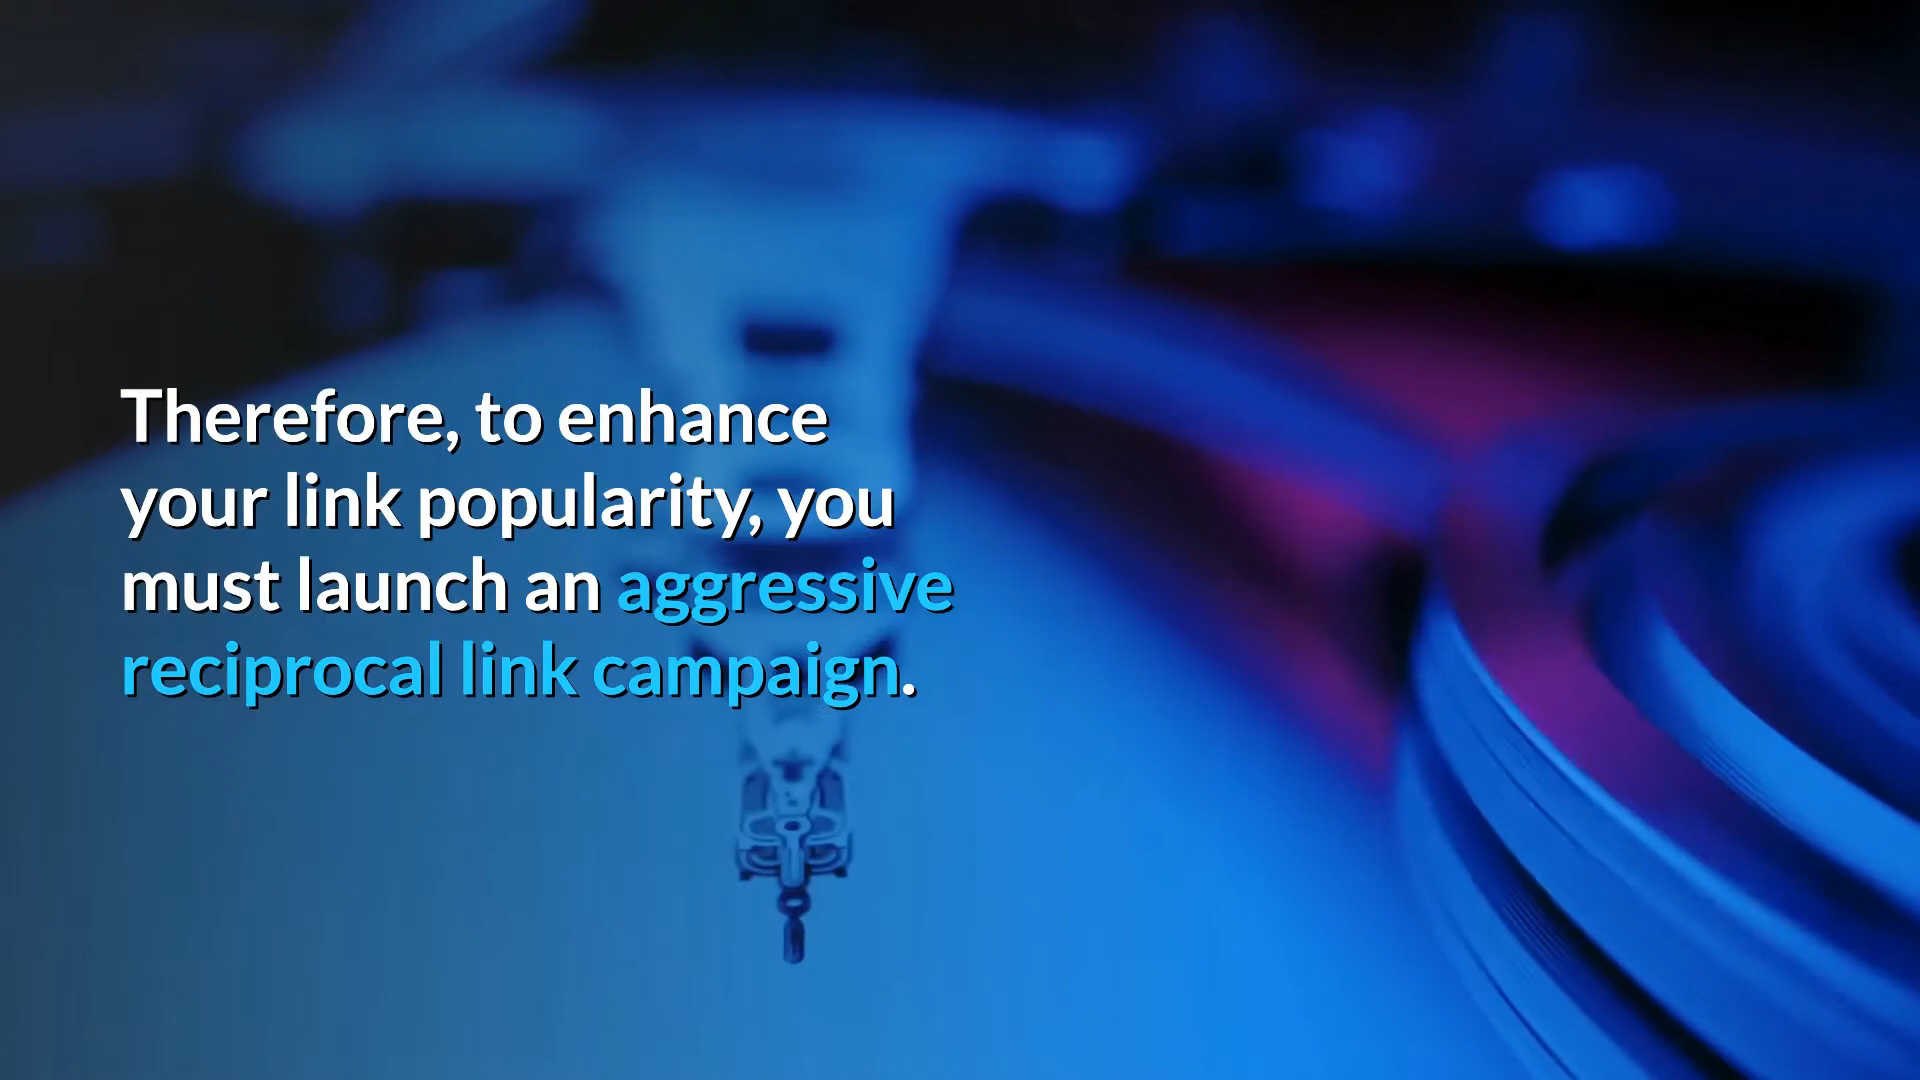 Therefore, to enhance
your link popularity, you
must launch an aggressive
reciprocal link campaign.